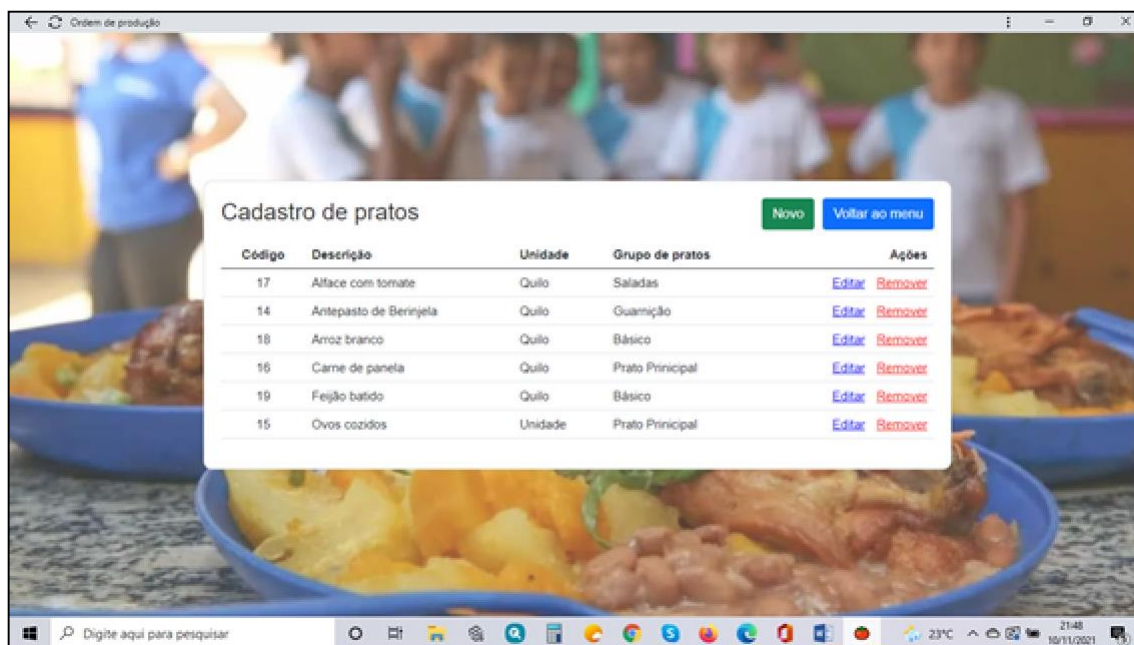 Ordem de produção
Cadastro de pratos Novo Voltar ao menu
Código Descrição Unidade Grupo de pratos Ações
17 Alface com tomate Quilo Saladas Editar Remover
14 Antepasto de Berinjela Quilo Guarnição Editar Remover
18 Arroz branco Quilo Básico Editar Remover
16 Carne de panela Quilo Prato Prinicipal Editar Remover
19 Feijão batido Quilo Básico Editar Remover
15 Ovos cozidos Unidade Prato Prinicipal Editar Remover
Digite aqui para pesquisar 23°C 21:48
10/11/2021